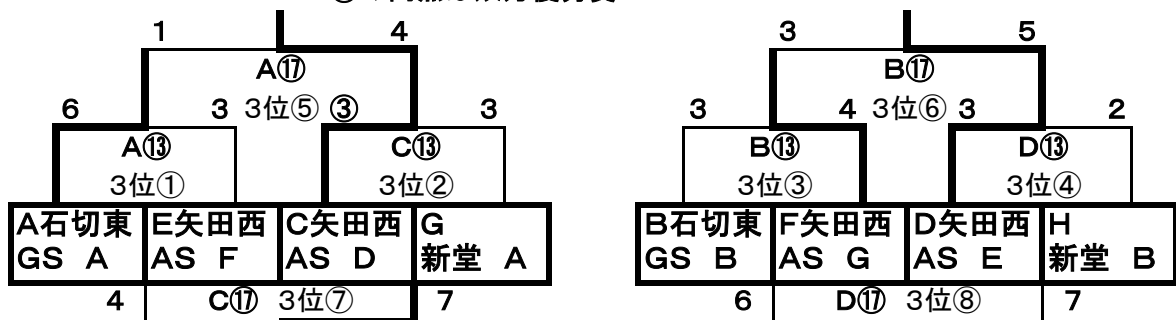 1 4 3 5
A⑰ B⑰
6 3 3位⑤ ③ 3 3 4 3位⑥ 3 2
A⑬ C⑬ B⑬ D⑬
3位① 3位② 3位③ 3位④
A石切東 E矢田西 C矢田西 G B石切東 F矢田西 D矢田西 H
GS A AS F AS D 新堂 A GS B AS G AS E 新堂 B
4 C⑰ 3位⑦ 7 6 D⑰ 3位⑧ 7